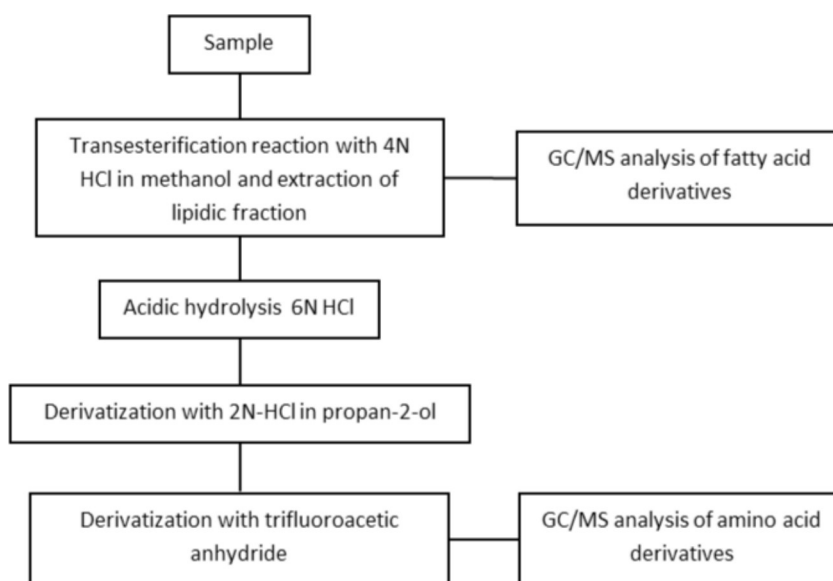 Sample
Transesterification reaction with 4N
HCl in methanol and extraction of
lipidic fraction
GC/MS analysis of fatty acid
derivatives
Acidic hydrolysis 6N HCl
Derivatization with 2N-HCl in propan-2-ol
Derivatization with trifluoroacetic
anhydride
GC/MS analysis of amino acid
derivatives